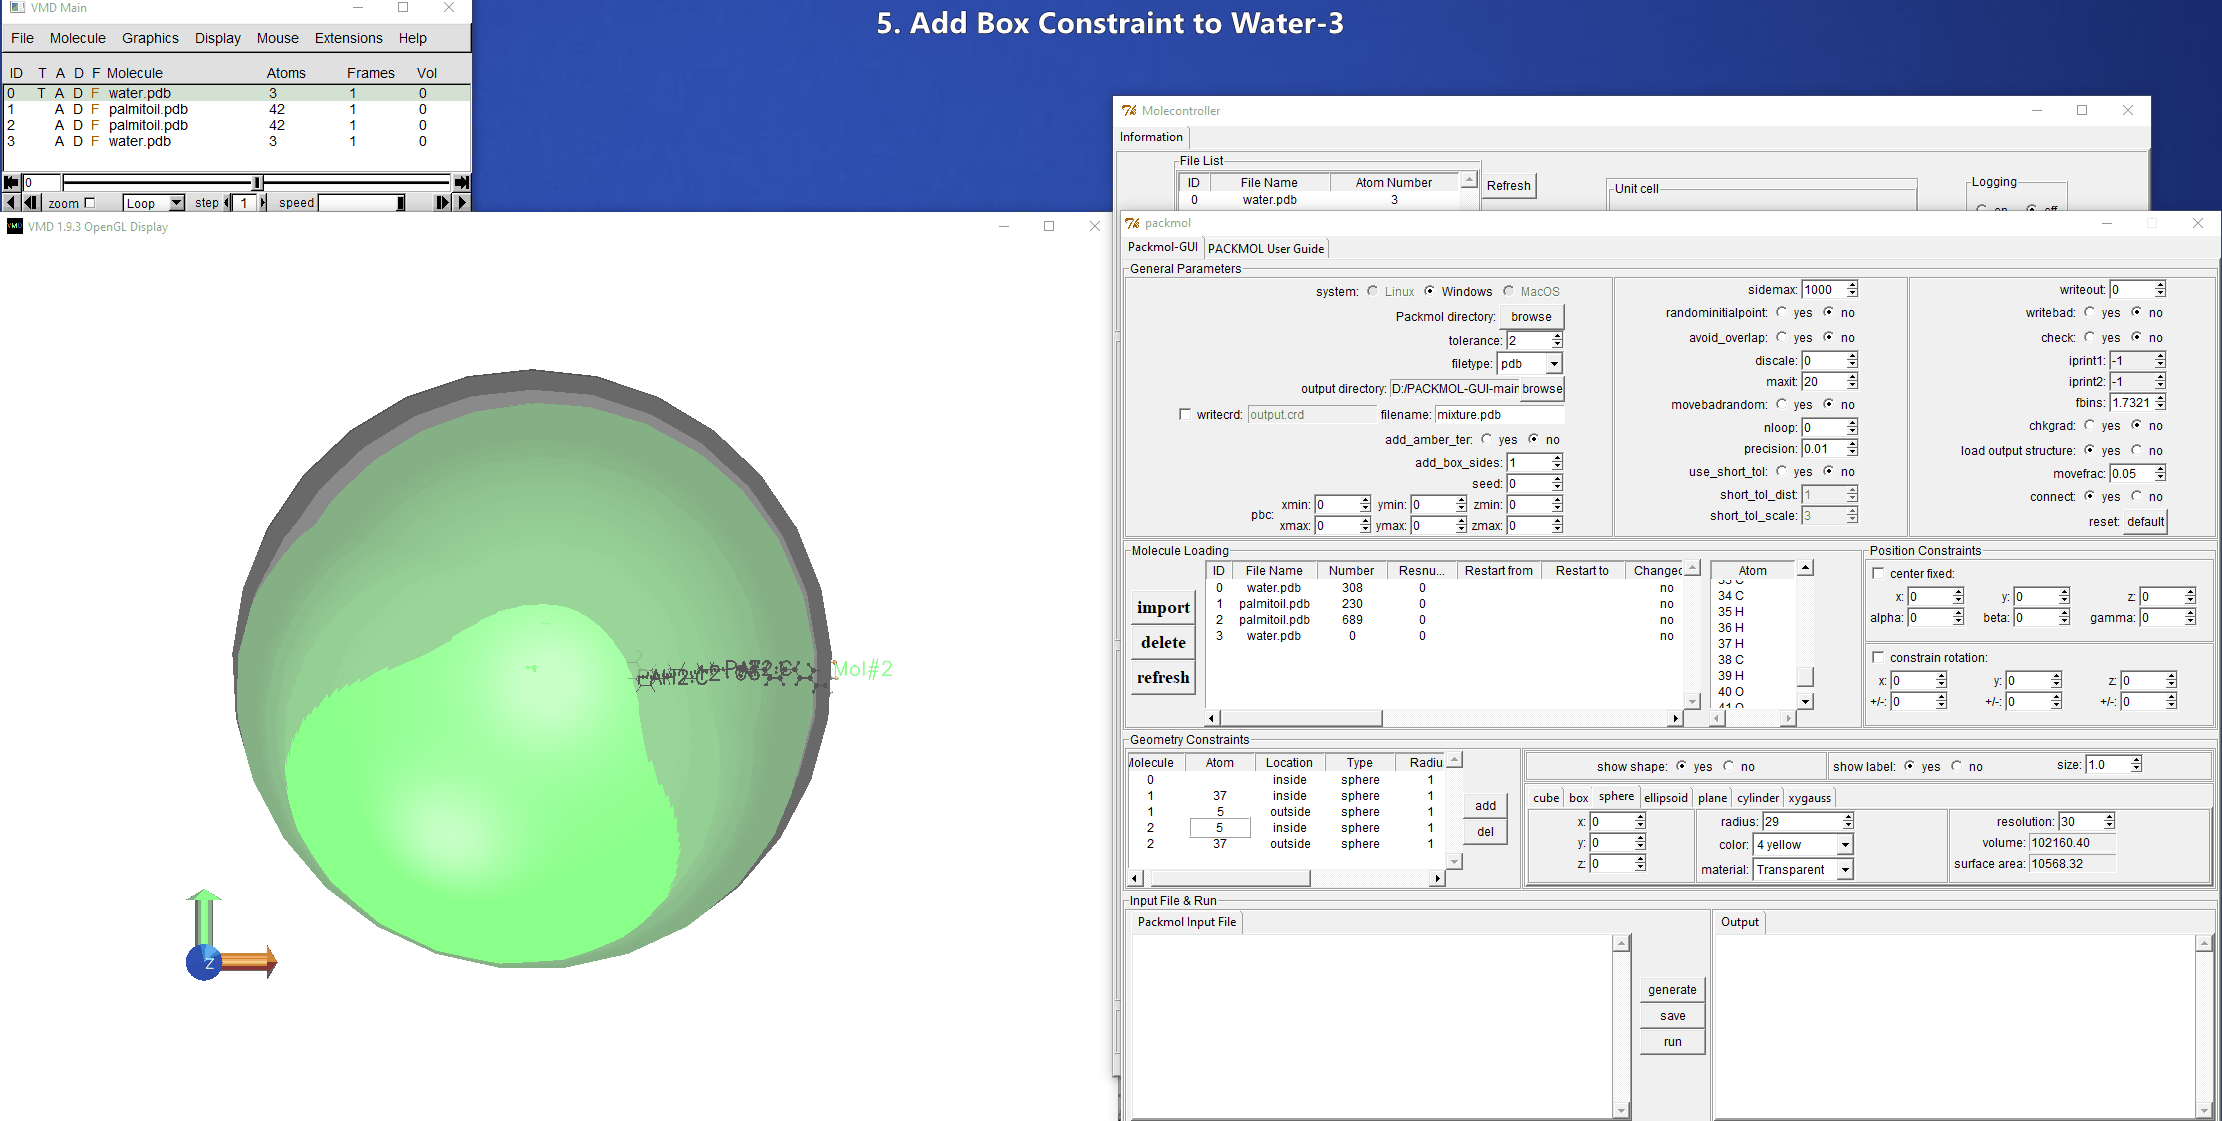 5. Add Box Constraint to Water-3
VMD Main
File Molecule Graphics Display Mouse Extensions Help
ID T A D F Molecule Atoms Frames Vol
0 T A D F water.pdb 3 1 0
1 A D F palmitoil.pdb 42 1 0
2 A D F palmitoil.pdb 42 1 0
3 A D F water.pdb 3 1 0
0
zoom Loop step 1 speed
VMD 1.9.3 OpenGL Display
Mol#2
Z
Molecontroller
Information
File List
ID File Name Atom Number
0 water.pdb 3
Refresh
Unit cell
Logging
on off
packmol
Packmol-GUI PACKMOL User Guide
General Parameters
system: Linux Windows MacOS
Packmol directory: browse
tolerance: 2
filetype: pdb
output directory: D:/PACKMOL-GUI-main browse
writecrd: output.crd filename: mixture.pdb
add_amber_ter: yes no
add_box_sides: 1
seed: 0
pbc: xmin: 0 ymin: 0 zmin: 0
xmax: 0 ymax: 0 zmax: 0
sidemax: 1000
randominitialpoint: yes no
avoid_overlap: yes no
discale: 0
maxit: 20
movebadrandom: yes no
nloop: 0
precision: 0.01
use_short_tol: yes no
short_tol_dist: 1
short_tol_scale: 3
writeout: 0
writebad: yes no
check: yes no
iprint1: -1
iprint2: -1
fbins: 1.7321
chkgrad: yes no
load output structure: yes no
movefrac: 0.05
connect: yes no
reset: default
Molecule Loading
import
delete
refresh
ID File Name Number Resnu... Restart from Restart to Changec
0 water.pdb 308 0 no
1 palmitoil.pdb 230 0 no
2 palmitoil.pdb 689 0 no
3 water.pdb 0 0 no
Atom
33 C
34 C
35 H
36 H
37 H
38 C
39 H
40 O
41 O
Position Constraints
center fixed:
x: 0 y: 0 z: 0
alpha: 0 beta: 0 gamma: 0
constrain rotation:
x: 0 y: 0 z: 0
+/-: 0 +/-: 0 +/-: 0
Geometry Constraints
Molecule Atom Location Type Radiu
0 inside sphere 1
1 37 inside sphere 1
1 5 outside sphere 1
2 5 inside sphere 1
2 37 outside sphere 1
add
del
show shape: yes no show label: yes no size: 1.0
cube box sphere ellipsoid plane cylinder xygauss
x: 0
y: 0
z: 0
radius: 29
color: 4 yellow
material: Transparent
resolution: 30
volume: 102160.40
surface area: 10568.32
Input File & Run
Packmol Input File
generate
save
run
Output